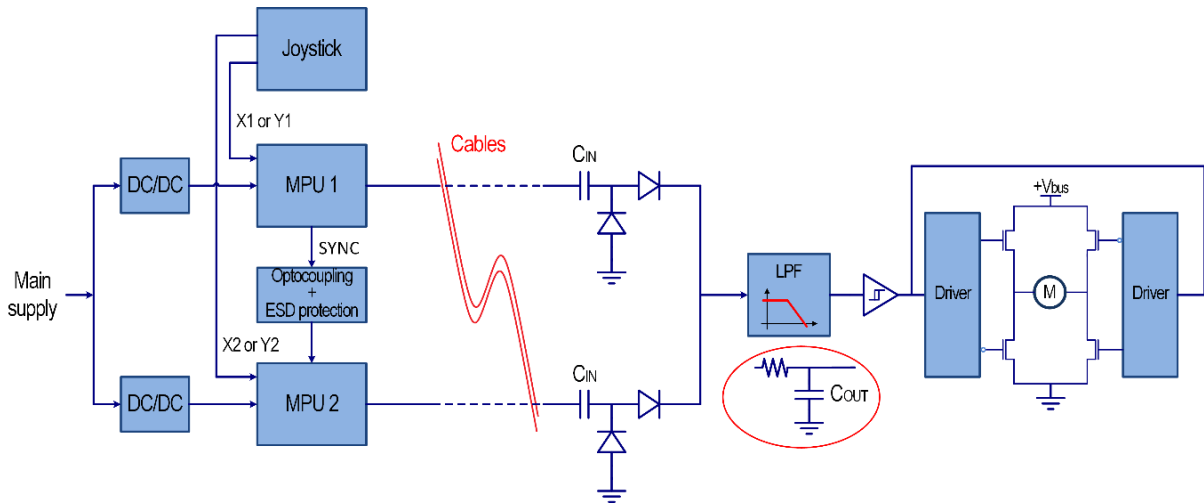 Joystick
X1 or Y1
Cables
DC/DC
MPU 1
CIN
+Vbus
SYNC
Main
supply
Optocoupling
+
ESD protection
LPF
Driver
M
Driver
X2 or Y2
DC/DC
MPU 2
CIN
COUT